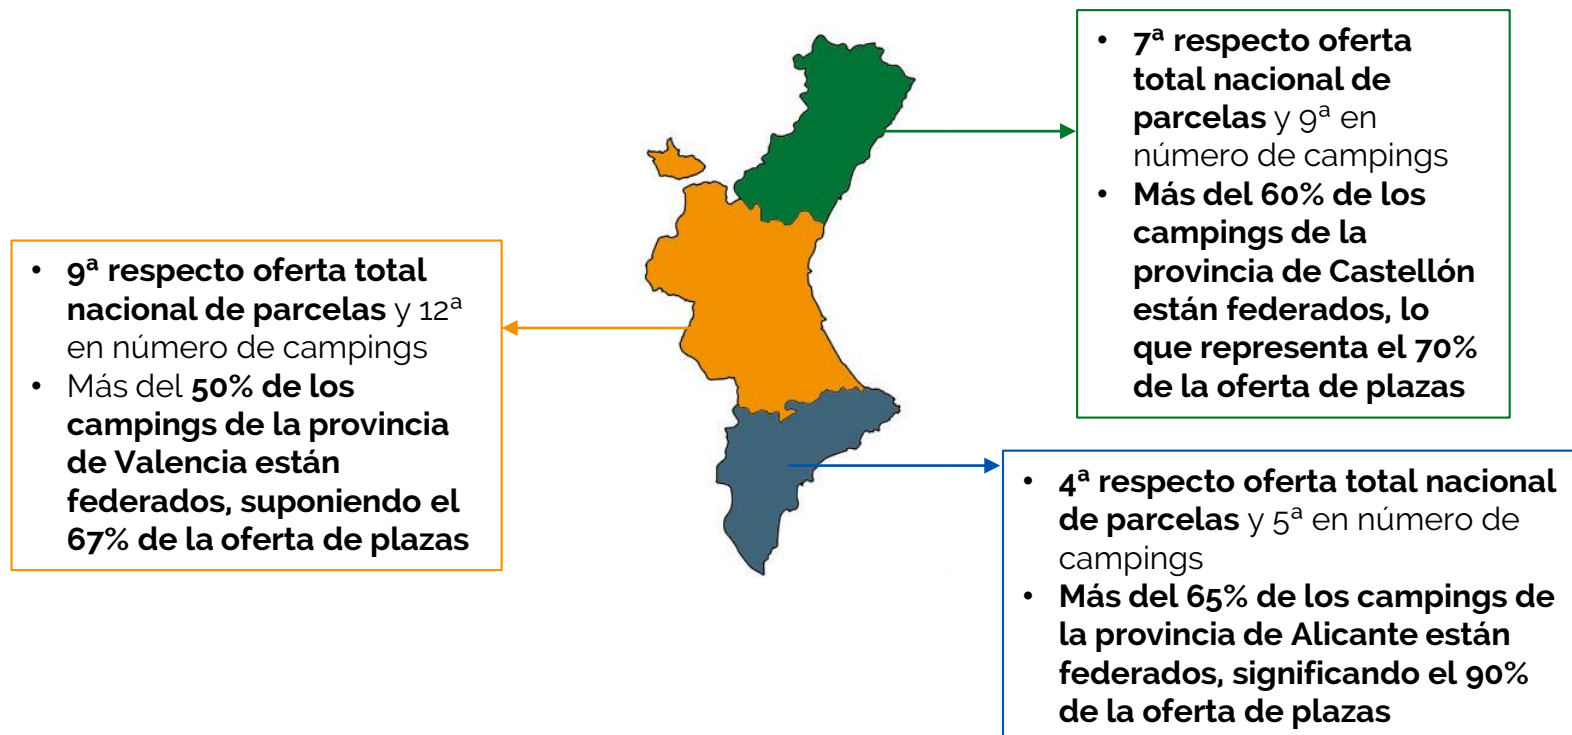 • 9ª respecto oferta total
nacional de parcelas y 12ª
en número de campings
• Más del 50% de los
campings de la provincia
de Valencia están
federados, suponiendo el
67% de la oferta de plazas
• 7ª respecto oferta
total nacional de
parcelas y 9ª en
número de campings
• Más del 60% de los
campings de la
provincia de Castellón
están federados, lo
que representa el 70%
de la oferta de plazas
• 4ª respecto oferta total nacional
de parcelas y 5ª en número de
campings
• Más del 65% de los campings de
la provincia de Alicante están
federados, significando el 90%
de la oferta de plazas